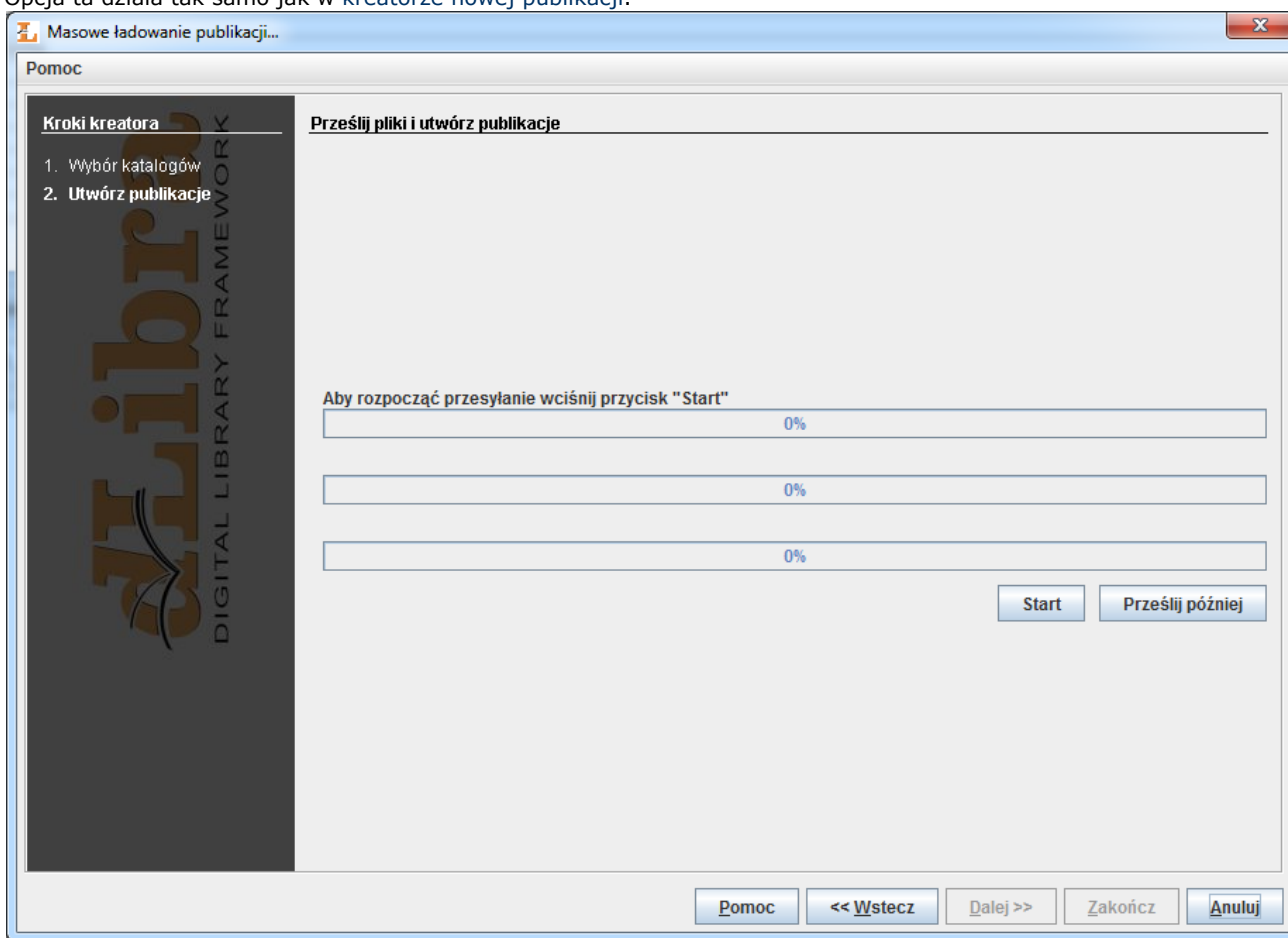 Opcja ta działa tak samo jak w kreatorze nowej publikacji.
Masowe ładowanie publikacji...
Pomoc
Kroki kreatora
1. Wybór katalogów
2. Utwórz publikacje
dLibra
DIGITAL LIBRARY FRAMEWORK
Prześlij pliki i utwórz publikacje
Aby rozpocząć przesyłanie wciśnij przycisk "Start"
0%
0%
0%
Start Prześlij później
Pomoc << Wstecz Dalej >> Zakończ Anuluj